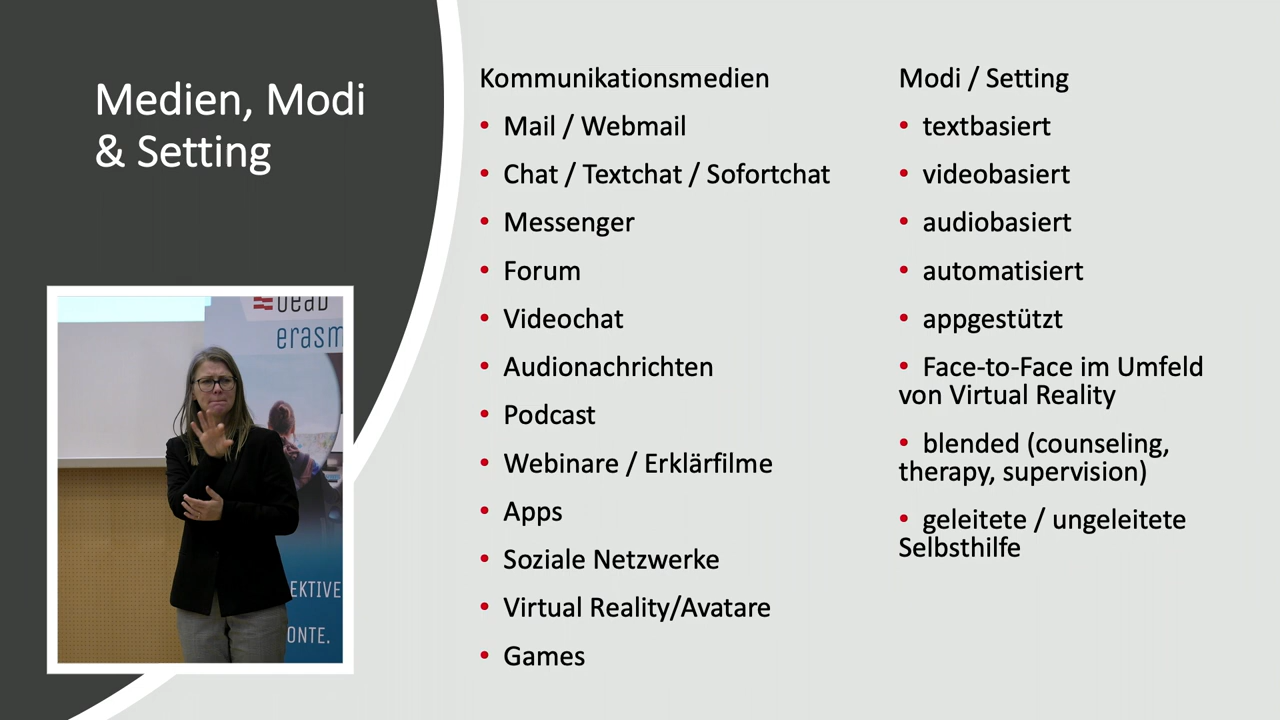 Medien, Modi
& Setting
Kommunikationsmedien
• Mail / Webmail
• Chat / Textchat / Sofortchat
• Messenger
• Forum
• Videochat
• Audionachrichten
• Podcast
• Webinare / Erklärfilme
• Apps
• Soziale Netzwerke
• Virtual Reality/Avatare
• Games
Modi / Setting
• textbasiert
• videobasiert
• audiobasiert
• automatisiert
• appgestützt
• Face-to-Face im Umfeld
von Virtual Reality
• blended (counseling,
therapy, supervision)
• geleitete / ungeleitete
Selbsthilfe
oead
erasm
EKTIVE
ONTE.